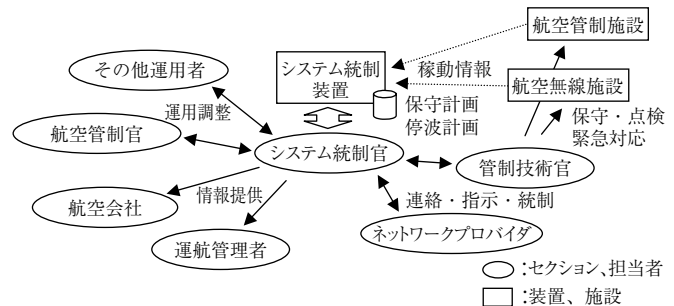 航空管制施設
その他運用者
システム統制
装置
稼動情報
航空無線施設
運用調整
保守計画
停波計画
保守・点検
緊急対応
航空管制官
システム統制官
管制技術官
情報提供
連絡・指示・統制
航空会社
ネットワークプロバイダ
運航管理者
:セクション、担当者
:装置、施設